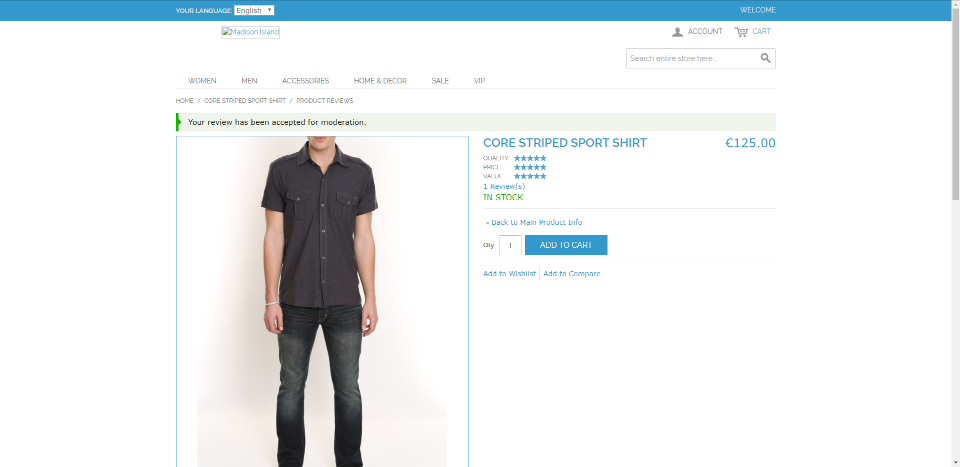 YOUR LANGUAGE: English
WELCOME
Madison Island
ACCOUNT
CART
Search entire store here...
WOMEN MEN ACCESSORIES HOME & DECOR SALE VIP
HOME / CORE STRIPED SPORT SHIRT / PRODUCT REVIEWS
Your review has been accepted for moderation.
CORE STRIPED SPORT SHIRT €125.00
QUALITY
PRICE
VALUE
1 Review(s)
IN STOCK
« Back to Main Product Info
Qty 1 ADD TO CART
Add to Wishlist Add to Compare